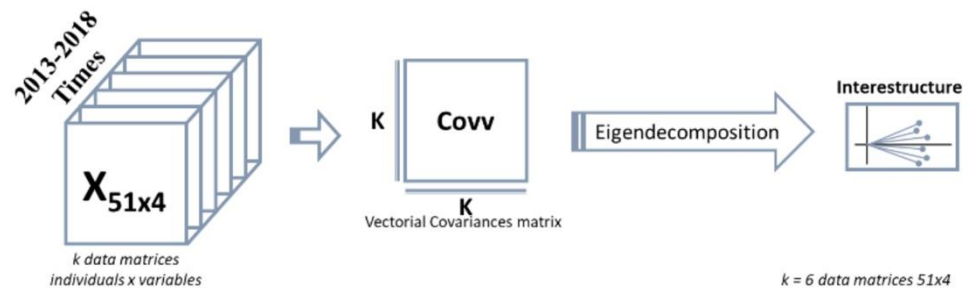 2013-2018
Times
X51x4
k data matrices
individuals x variables
K
Covv
K
Vectorial Covariances matrix
Eigendecomposition
Interestructure
k = 6 data matrices 51x4